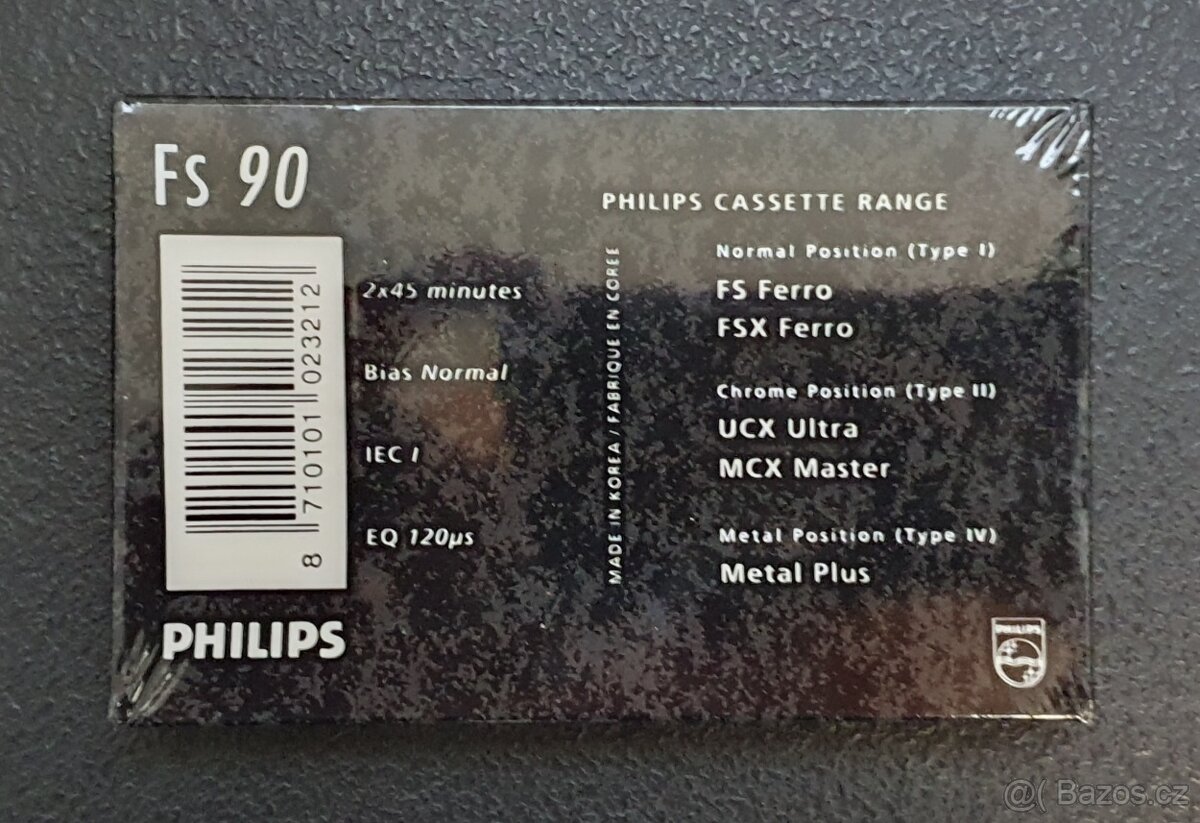 Fs 90
8 710101 023212
2x45 minutes
Bias Normal
IEC I
EQ 120µs
PHILIPS
MADE IN KOREA / FABRIQUE EN COREE
PHILIPS CASSETTE RANGE
Normal Position (Type I)
FS Ferro
FSX Ferro
Chrome Position (Type II)
UCX Ultra
MCX Master
Metal Position (Type IV)
Metal Plus
PHILIPS
@( Bazos.cz